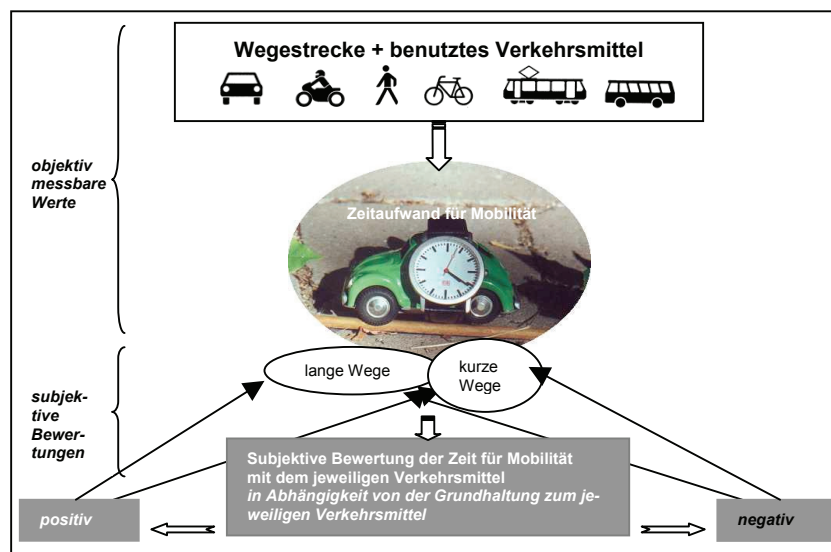 Wegestrecke + benutztes Verkehrsmittel
objektiv
messbare
Werte
Zeitaufwand für Mobilität
lange Wege
kurze
Wege
subjek-
tive
Bewer-
tungen
Subjektive Bewertung der Zeit für Mobilität
mit dem jeweiligen Verkehrsmittel
in Abhängigkeit von der Grundhaltung zum je-
weiligen Verkehrsmittel
positiv
negativ